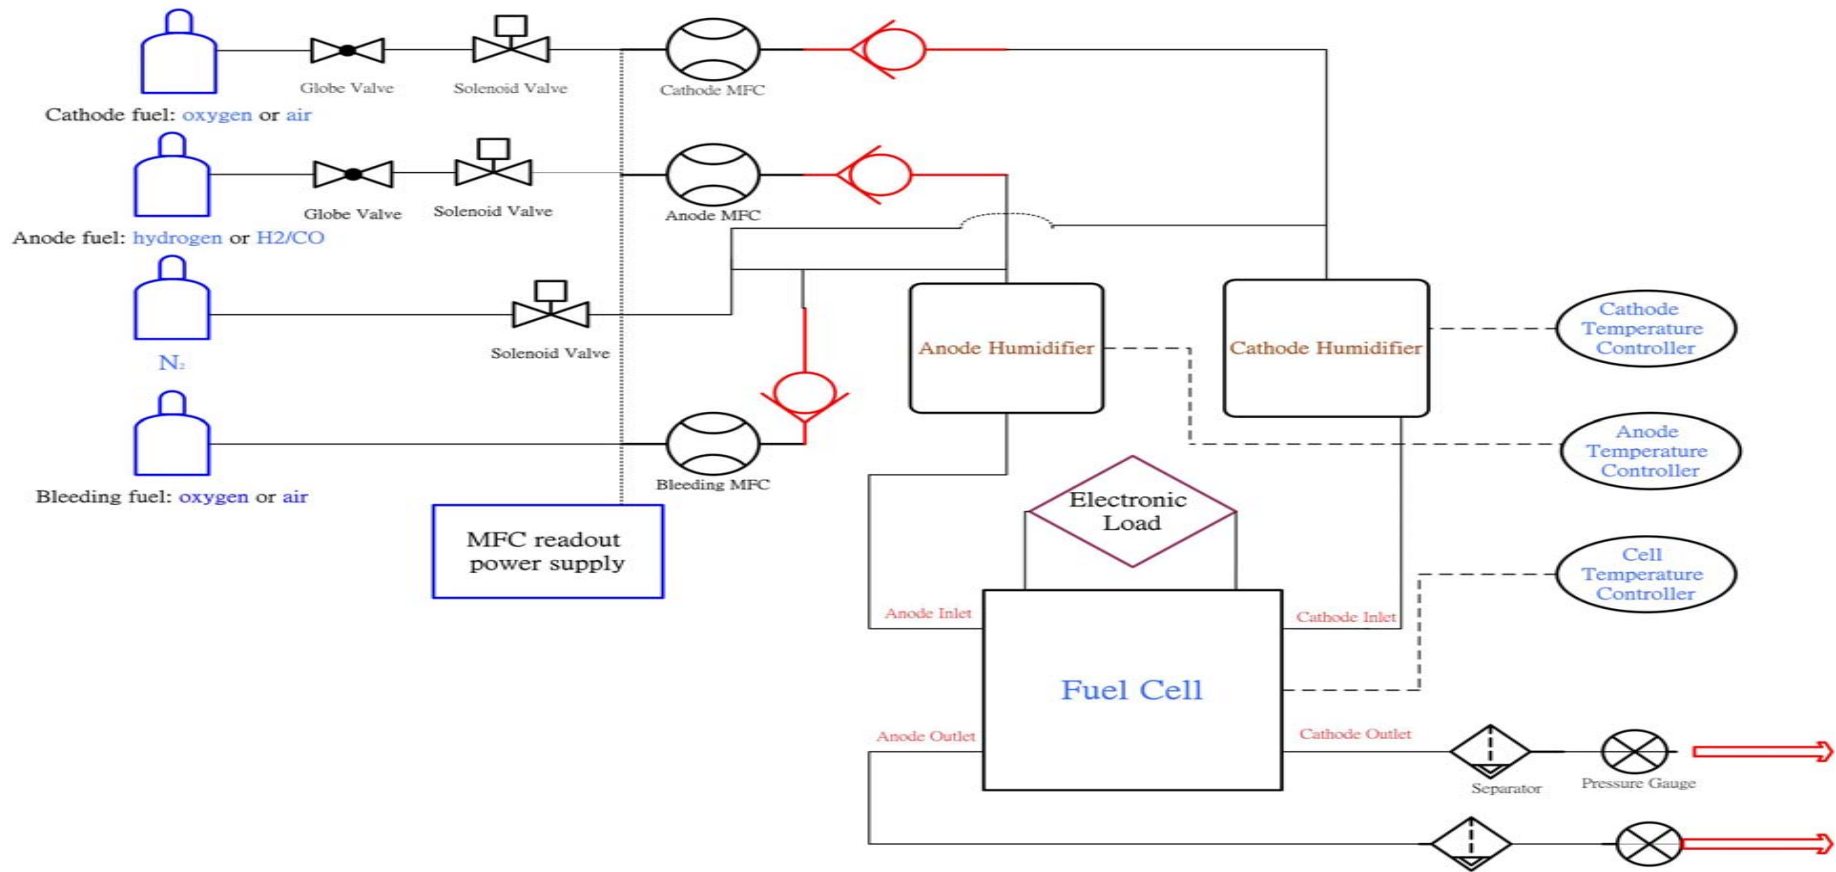 Globe Valve
Solenoid Valve
Cathode MFC
Cathode fuel: oxygen or air
Globe Valve
Solenoid Valve
Anode MFC
Anode fuel: hydrogen or H2/CO
N₂
Solenoid Valve
Anode Humidifier
Cathode Humidifier
Cathode
Temperature
Controller
Anode
Temperature
Controller
Bleeding fuel: oxygen or air
Bleeding MFC
MFC readout
power supply
Electronic
Load
Cell
Temperature
Controller
Anode Inlet
Cathode Inlet
Fuel Cell
Anode Outlet
Cathode Outlet
Separator
Pressure Gauge